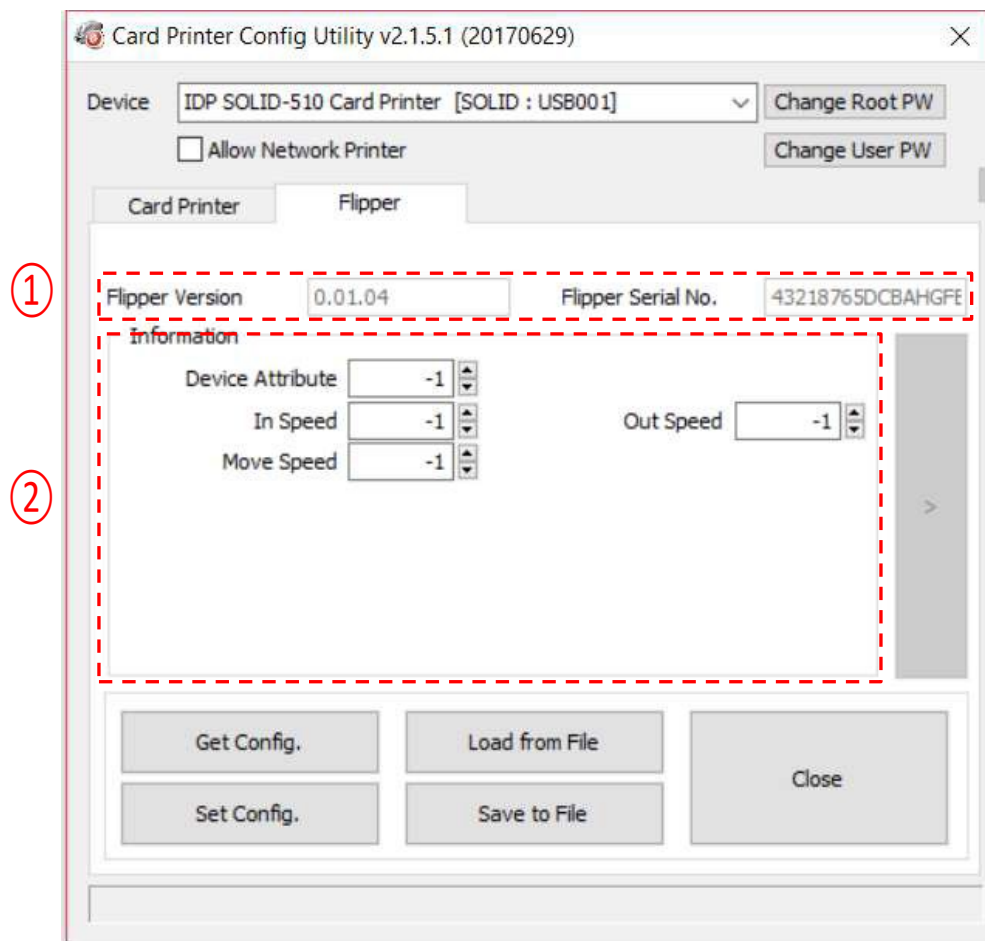 Card Printer Config Utility v2.1.5.1 (20170629)
Device IDP SOLID-510 Card Printer [SOLID : USB001] Change Root PW
Allow Network Printer Change User PW
Card Printer Flipper
① Flipper Version 0.01.04 Flipper Serial No. 43218765DCBAHGFE
Information
Device Attribute -1
In Speed -1 Out Speed -1
Move Speed -1
②
>
Get Config. Load from File
Close
Set Config. Save to File